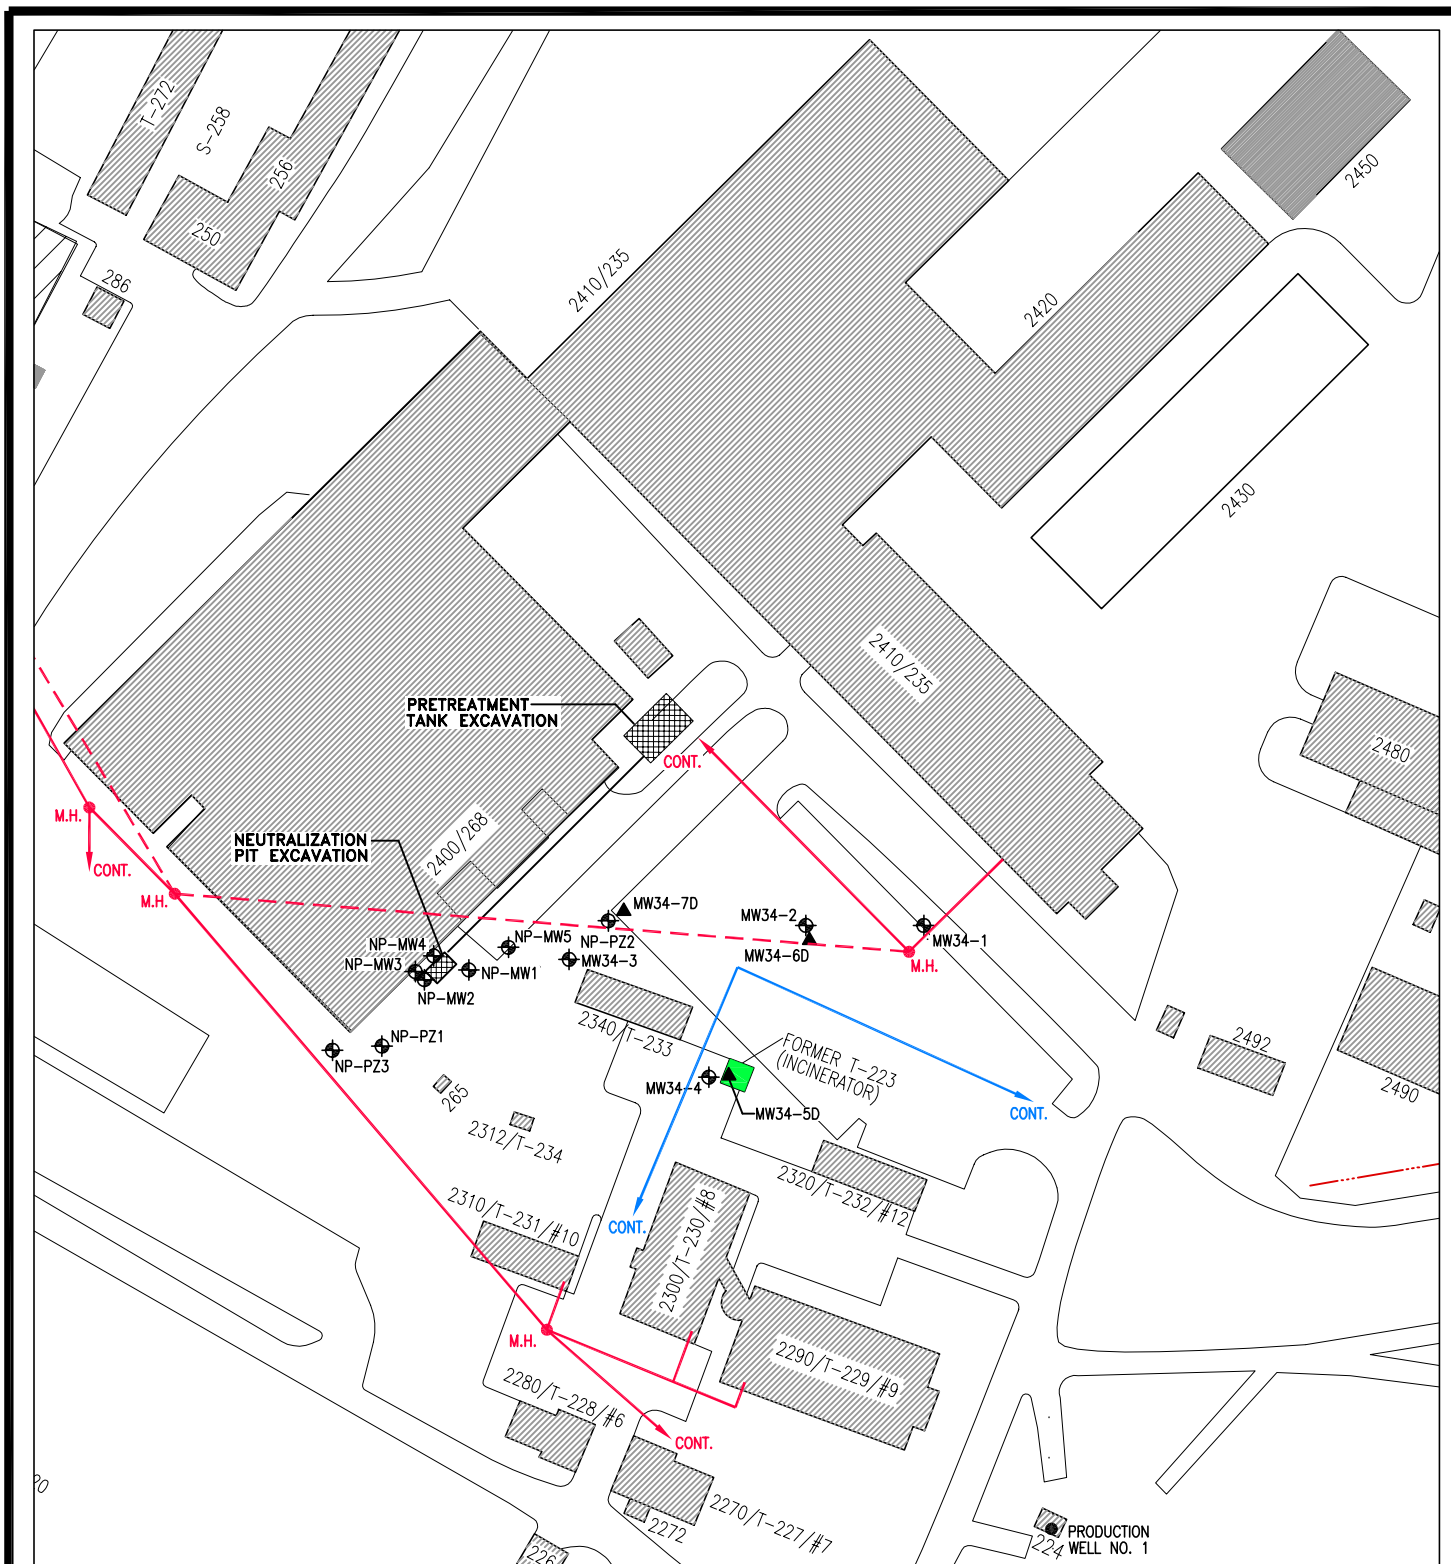 T-272
S-258
256
250
286
2410/235
2450
2420
2430
2410/235
PRETREATMENT
TANK EXCAVATION
CONT.
2480
M.H.
NEUTRALIZATION
PIT EXCAVATION
2400/268
CONT.
M.H.
MW34-7D
MW34-2
NP-PZ2
MW34-1
NP-MW4
NP-MW5
MW34-6D
NP-MW3
NP-MW1
MW34-3
M.H.
NP-MW2
2340/T-233
NP-PZ1
NP-PZ3
FORMER T-223
(INCINERATOR)
2492
MW34-4
2490
265
MW34-5D
CONT.
2312/T-234
2320/T-232/#12
2310/T-231/#10
CONT.
2300/T-230/#8
M.H.
2290/T-229/#9
2280/T-228/#6
CONT.
2270/T-227/#7
2272
PRODUCTION
WELL NO. 1
224
226